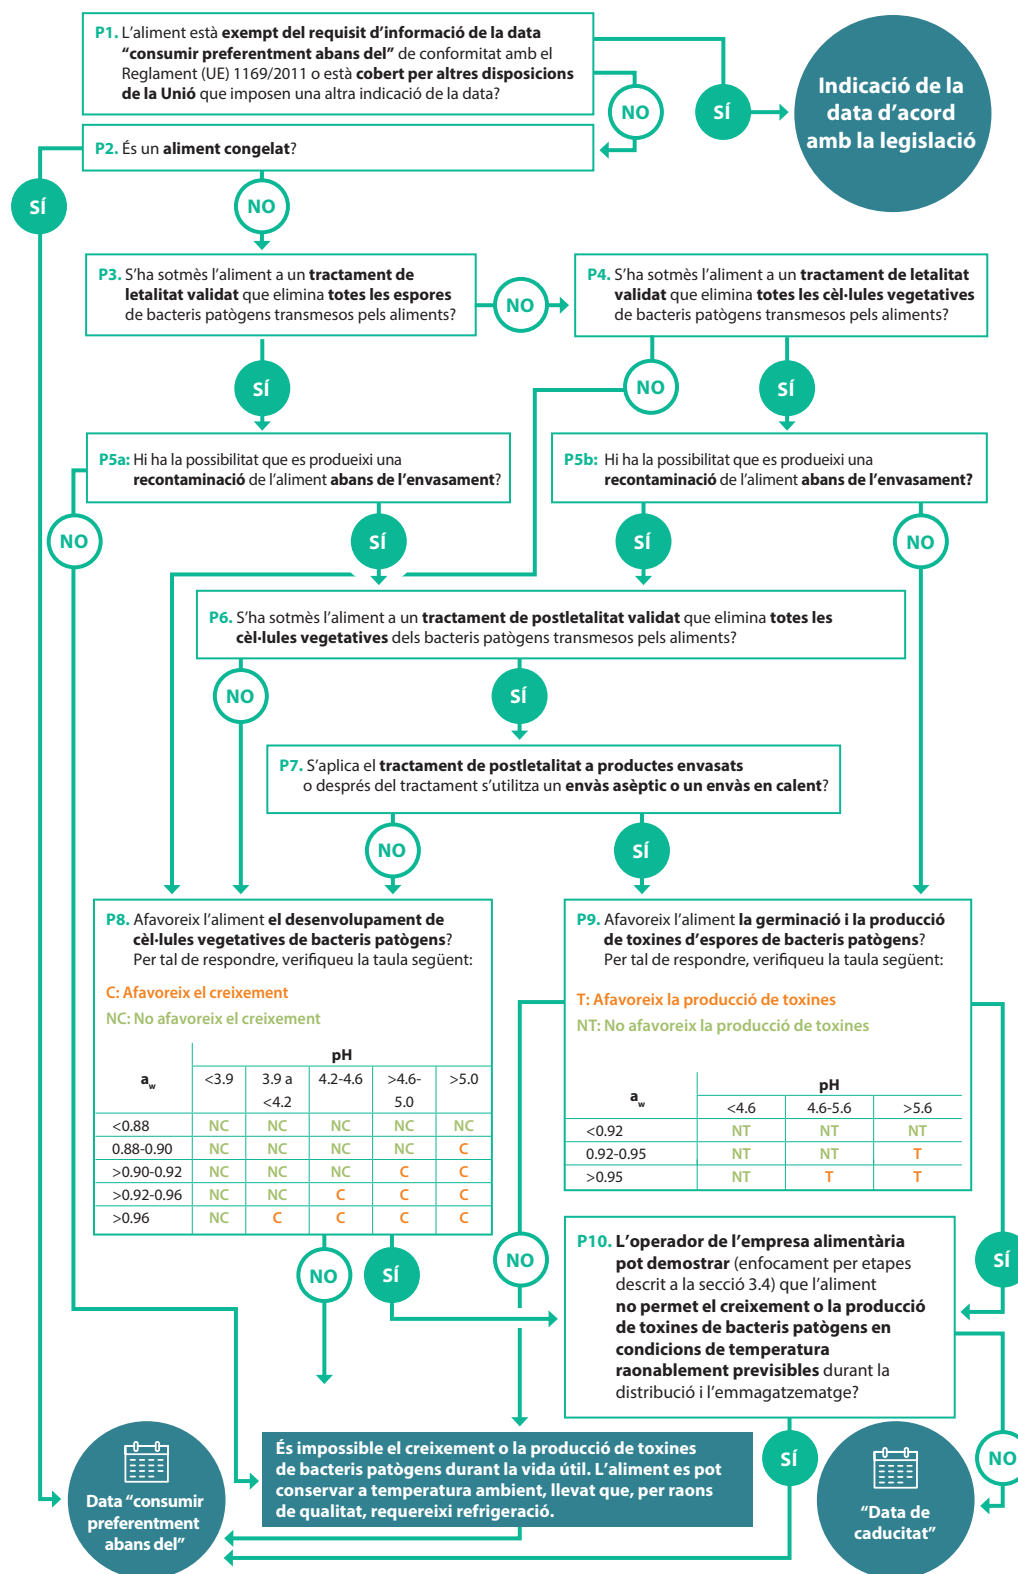 P1. L’aliment està exempt del requisit d’informació de la data
“consumir preferentment abans del” de conformitat amb el
Reglament (UE) 1169/2011 o està cobert per altres disposicions
de la Unió que imposen una altra indicació de la data?
NO
SÍ
Indicació de la
data d’acord
amb la legislació
P2. És un aliment congelat?
SÍ
NO
P3. S’ha sotmès l’aliment a un tractament de
letalitat validat que elimina totes les espores
de bacteris patògens transmesos pels aliments?
NO
P4. S’ha sotmès l’aliment a un tractament de letalitat
validat que elimina totes les cèl·lules vegetatives
de bacteris patògens transmesos pels aliments?
SÍ
NO
SÍ
P5a: Hi ha la possibilitat que es produeixi una
recontaminació de l’aliment abans de l’envasament?
P5b: Hi ha la possibilitat que es produeixi una
recontaminació de l’aliment abans de l’envasament?
NO
SÍ
SÍ
NO
P6. S’ha sotmès l’aliment a un tractament de postletalitat validat que elimina totes les
cèl·lules vegetatives dels bacteris patògens transmesos pels aliments?
NO
SÍ
P7. S’aplica el tractament de postletalitat a productes envasats
o després del tractament s’utilitza un envàs asèptic o un envàs en calent?
NO
SÍ
P8. Afavoreix l’aliment el desenvolupament de
cèl·lules vegetatives de bacteris patògens?
Per tal de respondre, verifiqueu la taula següent:
C: Afavoreix el creixement
NC: No afavoreix el creixement
pH
a_w <3.9 3.9 a <4.2 4.2-4.6 >4.6-5.0 >5.0
<0.88 NC NC NC NC NC
0.88-0.90 NC NC NC NC C
>0.90-0.92 NC NC NC C C
>0.92-0.96 NC NC C C C
>0.96 NC C C C C
P9. Afavoreix l’aliment la germinació i la producció
de toxines d’espores de bacteris patògens?
Per tal de respondre, verifiqueu la taula següent:
T: Afavoreix la producció de toxines
NT: No afavoreix la producció de toxines
pH
a_w <4.6 4.6-5.6 >5.6
<0.92 NT NT NT
0.92-0.95 NT NT T
>0.95 NT T T
NO
SÍ
NO
SÍ
P10. L’operador de l’empresa alimentària
pot demostrar (enfocament per etapes
descrit a la secció 3.4) que l’aliment
no permet el creixement o la producció
de toxines de bacteris patògens en
condicions de temperatura
raonablement previsibles durant la
distribució i l’emmagatzematge?
SÍ
NO
Data “consumir
preferentment
abans del”
És impossible el creixement o la producció de toxines
de bacteris patògens durant la vida útil. L’aliment es pot
conservar a temperatura ambient, llevat que, per raons
de qualitat, requereixi refrigeració.
“Data de
caducitat”